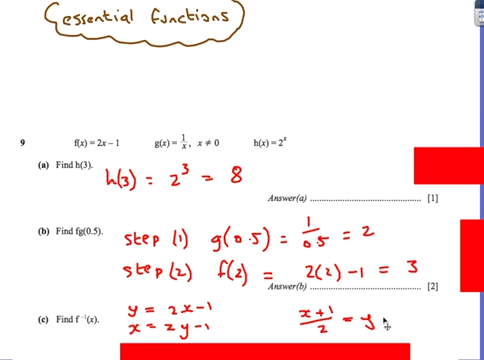 essential functions
9 f(x) = 2x – 1 g(x) = 1/x, x ≠ 0 h(x) = 2^x
(a) Find h(3).
h(3) = 2^3 = 8
Answer(a) ........................................ [1]
(b) Find fg(0.5).
step (1) g(0.5) = 1/0.5 = 2
step (2) f(2) = 2(2) - 1 = 3
Answer(b) ........................................ [2]
(c) Find f⁻¹(x).
y = 2x-1
x = 2y-1
x+1/2 = y